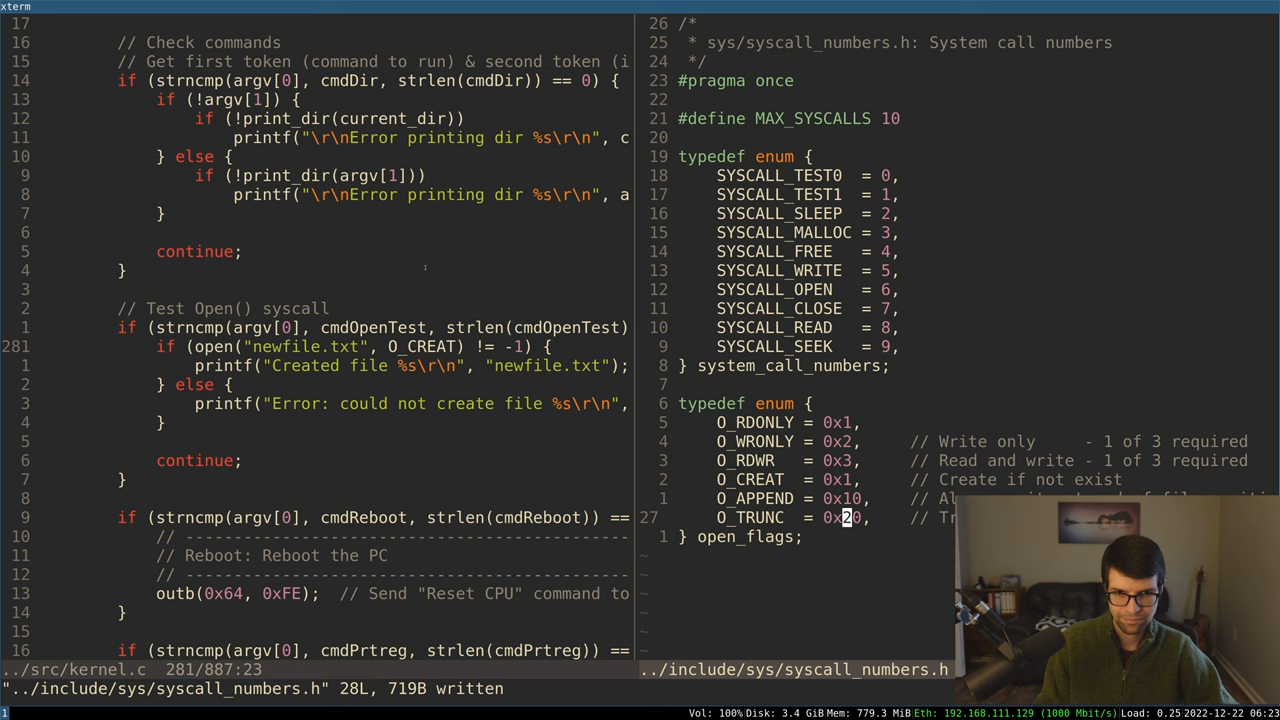 xterm
17
16         // Check commands
15         // Get first token (command to run) & second token (i
14         if (strncmp(argv[0], cmdDir, strlen(cmdDir)) == 0) {
13             if (!argv[1]) {
12                 if (!print_dir(current_dir))
11                     printf("\r\nError printing dir %s\r\n", c
10             } else {
9                 if (!print_dir(argv[1]))
8                     printf("\r\nError printing dir %s\r\n", a
7             }
6
5             continue;
4         }
3
2         // Test Open() syscall
1         if (strncmp(argv[0], cmdOpenTest, strlen(cmdOpenTest)
281             if (open("newfile.txt", O_CREAT) != -1) {
1                 printf("Created file %s\r\n", "newfile.txt");
2             } else {
3                 printf("Error: could not create file %s\r\n",
4             }
5
6             continue;
7         }
8
9         if (strncmp(argv[0], cmdReboot, strlen(cmdReboot)) ==
10             // -----------------------------------------------
11             // Reboot: Reboot the PC
12             // -----------------------------------------------
13             outb(0x64, 0xFE);  // Send "Reset CPU" command to
14         }
15
16         if (strncmp(argv[0], cmdPrtreg, strlen(cmdPrtreg)) ==
../src/kernel.c  281/887:23
"../include/sys/syscall_numbers.h" 28L, 719B written
26 /*
25  * sys/syscall_numbers.h: System call numbers
24  */
23 #pragma once
22
21 #define MAX_SYSCALLS 10
20
19 typedef enum {
18     SYSCALL_TEST0  = 0,
17     SYSCALL_TEST1  = 1,
16     SYSCALL_SLEEP  = 2,
15     SYSCALL_MALLOC = 3,
14     SYSCALL_FREE   = 4,
13     SYSCALL_WRITE  = 5,
12     SYSCALL_OPEN   = 6,
11     SYSCALL_CLOSE  = 7,
10     SYSCALL_READ   = 8,
9     SYSCALL_SEEK   = 9,
8 } system_call_numbers;
7
6 typedef enum {
5     O_RDONLY = 0x1,
4     O_WRONLY = 0x2,     // Write only     - 1 of 3 required
3     O_RDWR   = 0x3,     // Read and write - 1 of 3 required
2     O_CREAT  = 0x1,     // Create if not exist
1     O_APPEND = 0x10,    //
27     O_TRUNC  = 0x20,    //
1 } open_flags;
~
~
~
~
~
~
../include/sys/syscall_numbers.h
1
Vol: 100% Disk: 3.4 GiB Mem: 779.3 MiB Eth: 192.168.111.129 (1000 Mbit/s) Load: 0.25 2022-12-22 06:23